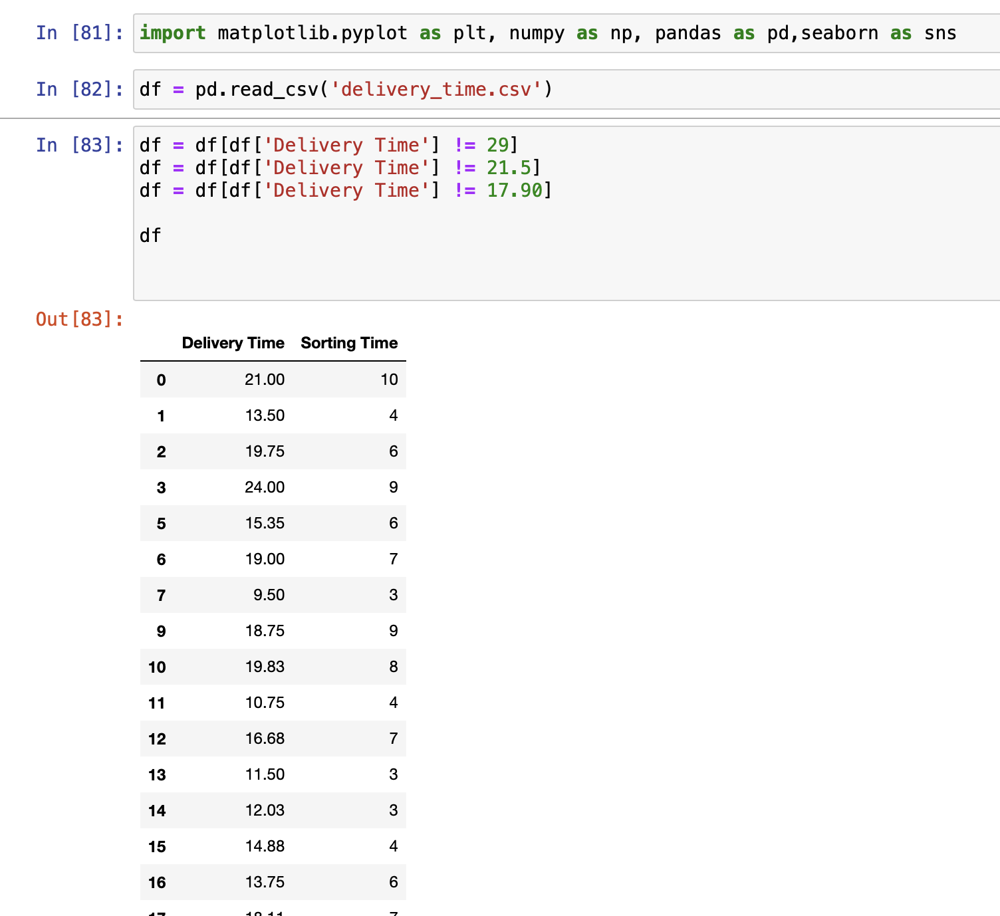 In [81]: import matplotlib.pyplot as plt, numpy as np, pandas as pd,seaborn as sns
In [82]: df = pd.read_csv('delivery_time.csv')
In [83]: df = df[df['Delivery Time'] != 29]
df = df[df['Delivery Time'] != 21.5]
df = df[df['Delivery Time'] != 17.90]
df
Out[83]:
Delivery Time Sorting Time
0 21.00 10
1 13.50 4
2 19.75 6
3 24.00 9
5 15.35 6
6 19.00 7
7 9.50 3
9 18.75 9
10 19.83 8
11 10.75 4
12 16.68 7
13 11.50 3
14 12.03 3
15 14.88 4
16 13.75 6